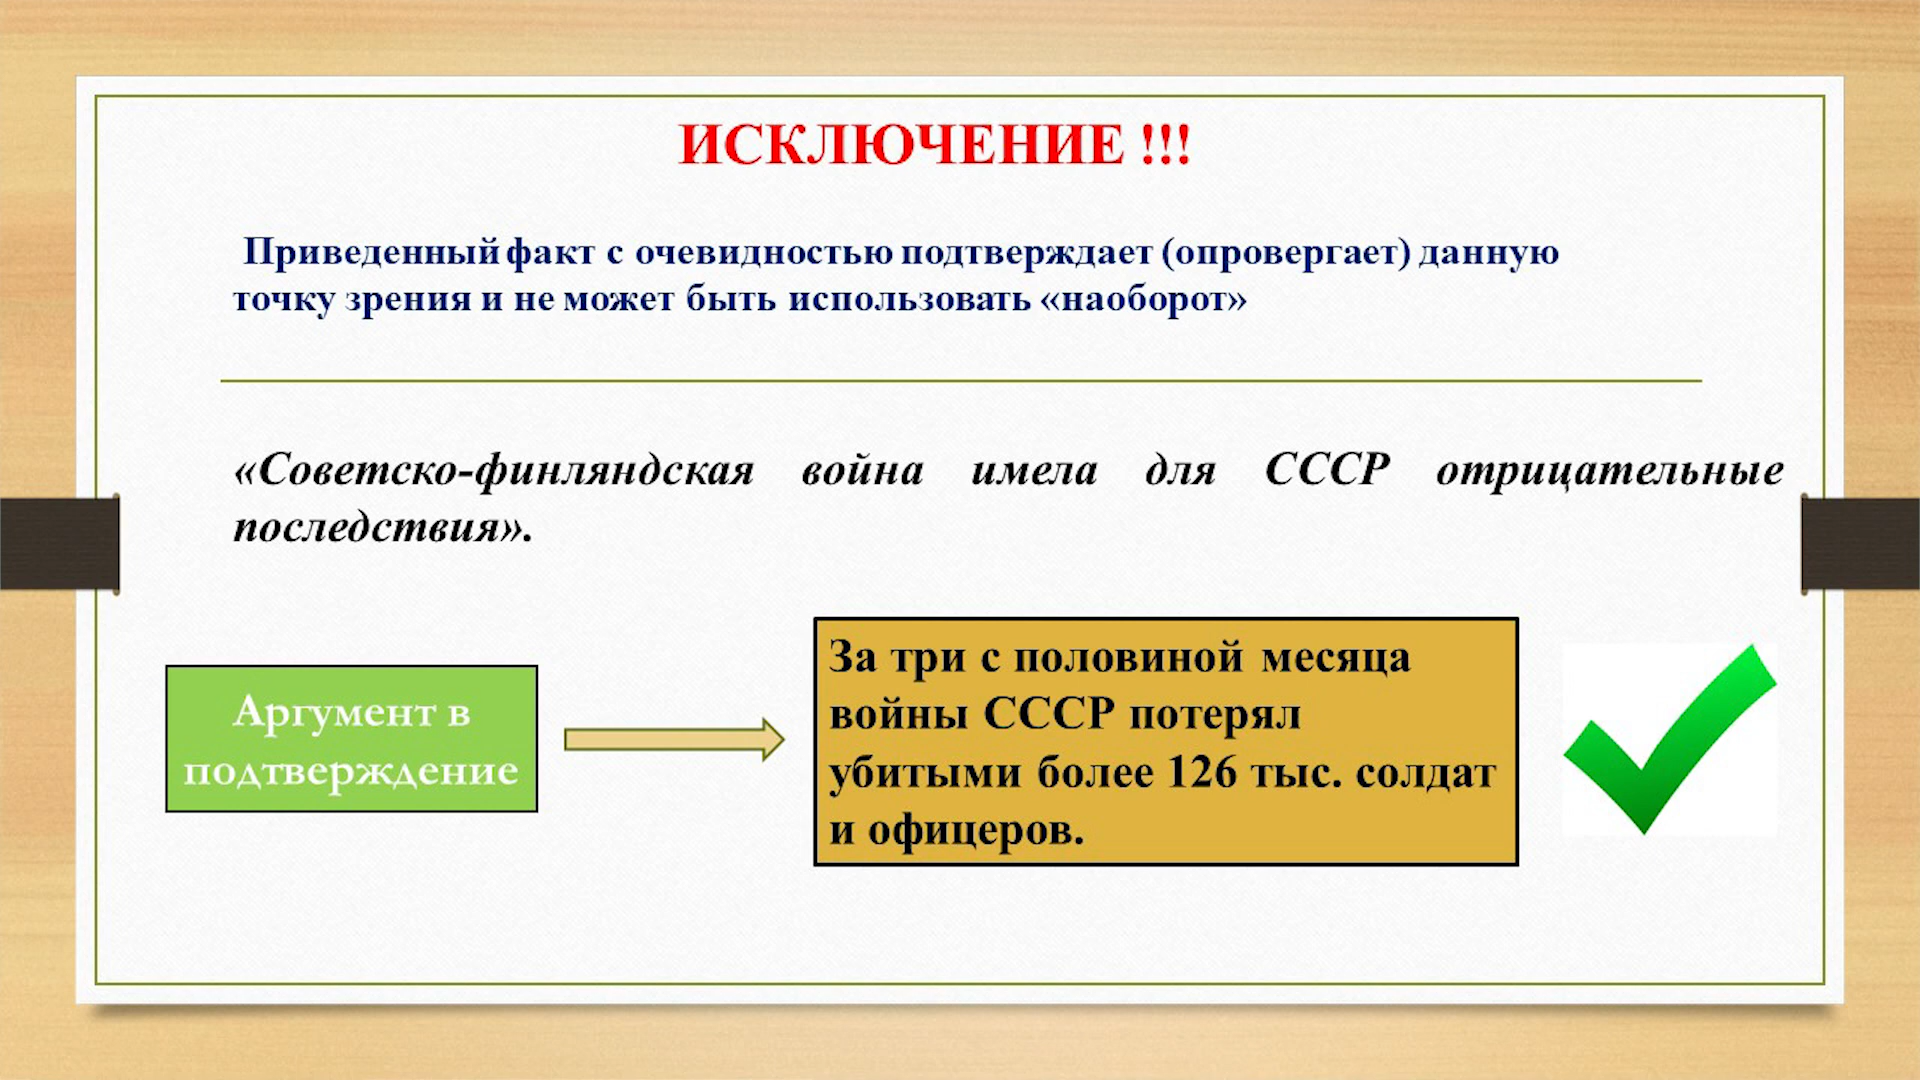 ИСКЛЮЧЕНИЕ !!!
Приведенный факт с очевидностью подтверждает (опровергает) данную
точку зрения и не может быть использовать «наоборот»
«Советско-финляндская война имела для СССР отрицательные
последствия».
Аргумент в
подтверждение
За три с половиной месяца
войны СССР потерял
убитыми более 126 тыс. солдат
и офицеров.